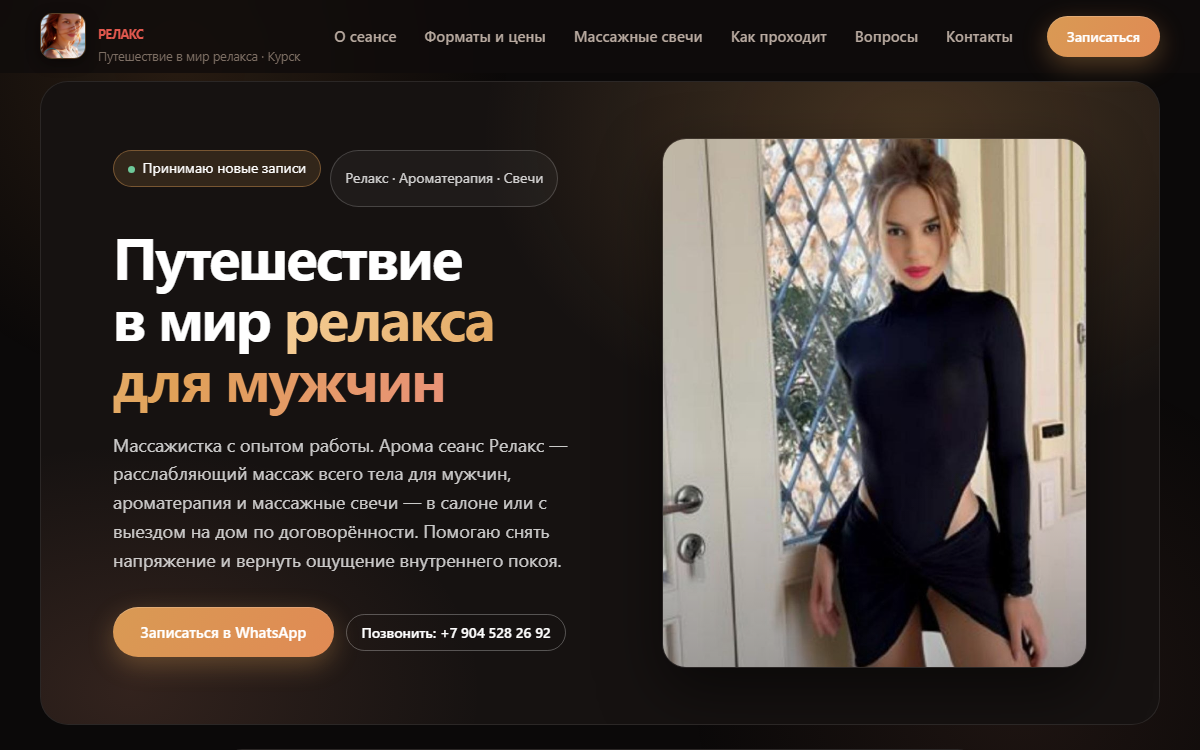 РЕЛАКС
Путешествие в мир релакса · Курск
О сеансе
Форматы и цены
Массажные свечи
Как проходит
Вопросы
Контакты
Записаться
Принимаю новые записи
Релакс · Ароматерапия · Свечи
Путешествие
в мир релакса
для мужчин
Массажистка с опытом работы. Арома сеанс Релакс —
расслабляющий массаж всего тела для мужчин,
ароматерапия и массажные свечи — в салоне или с
выездом на дом по договорённости. Помогаю снять
напряжение и вернуть ощущение внутреннего покоя.
Записаться в WhatsApp
Позвонить: +7 904 528 26 92